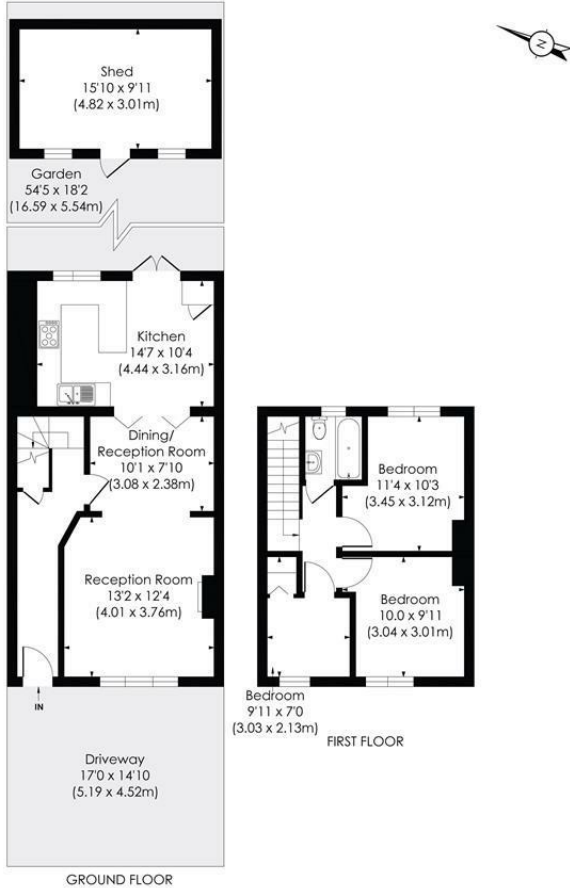 Shed
15'10 x 9'11
(4.82 x 3.01m)
N
Garden
54'5 x 18'2
(16.59 x 5.54m)
Kitchen
14'7 x 10'4
(4.44 x 3.16m)
Dining/
Reception Room
10'1 x 7'10
(3.08 x 2.38m)
Reception Room
13'2 x 12'4
(4.01 x 3.76m)
IN
Driveway
17'0 x 14'10
(5.19 x 4.52m)
GROUND FLOOR
Bedroom
11'4 x 10'3
(3.45 x 3.12m)
Bedroom
10.0 x 9'11
(3.04 x 3.01m)
Bedroom
9'11 x 7'0
(3.03 x 2.13m)
FIRST FLOOR